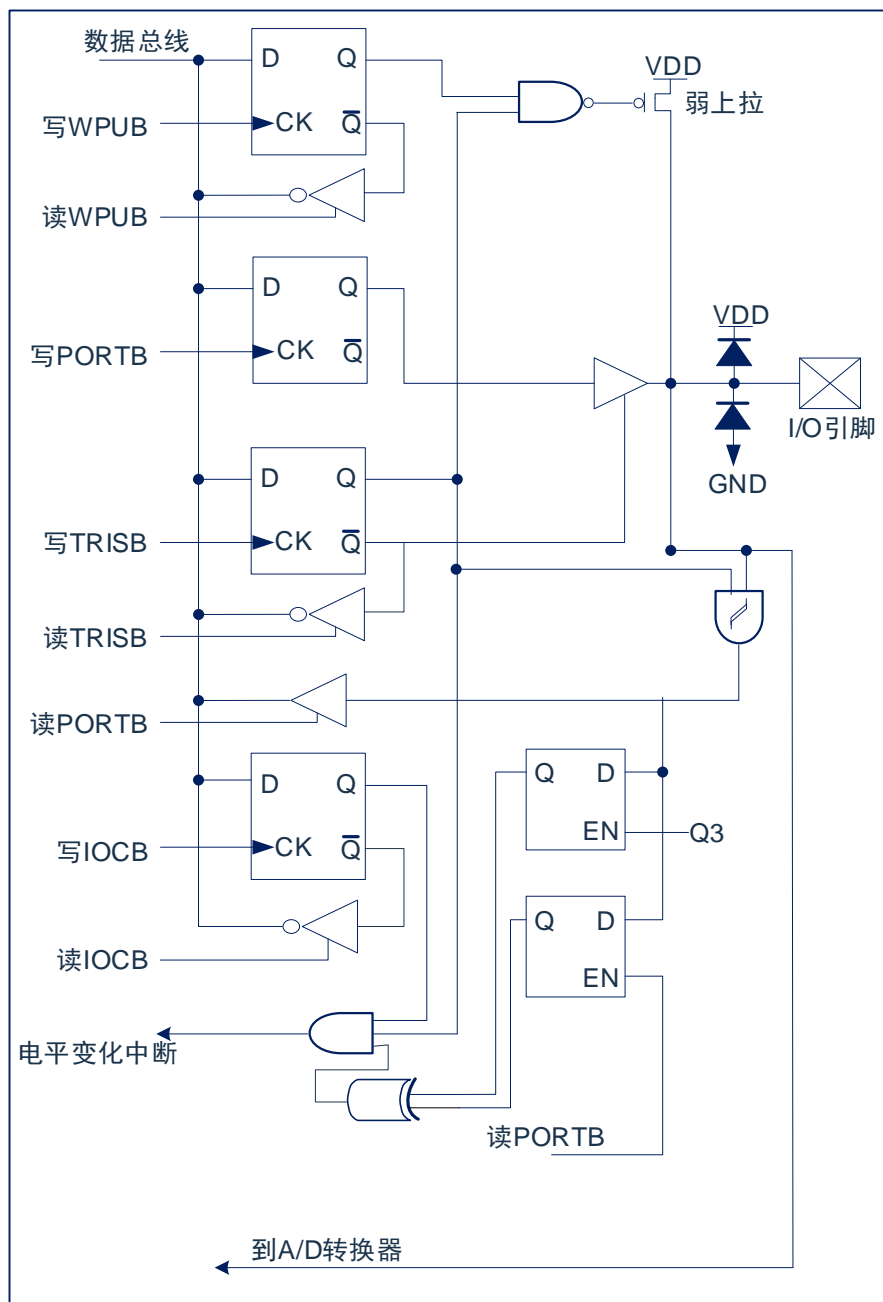 数据总线
D
Q
VDD
弱上拉
写WPUB
CK
Q
读WPUB
D
Q
VDD
写PORTB
CK
Q
I/O引脚
D
Q
GND
写TRISB
CK
Q
读TRISB
读PORTB
D
Q
Q
D
写IOCB
CK
Q
EN
Q3
Q
D
读IOCB
EN
电平变化中断
读PORTB
到A/D转换器